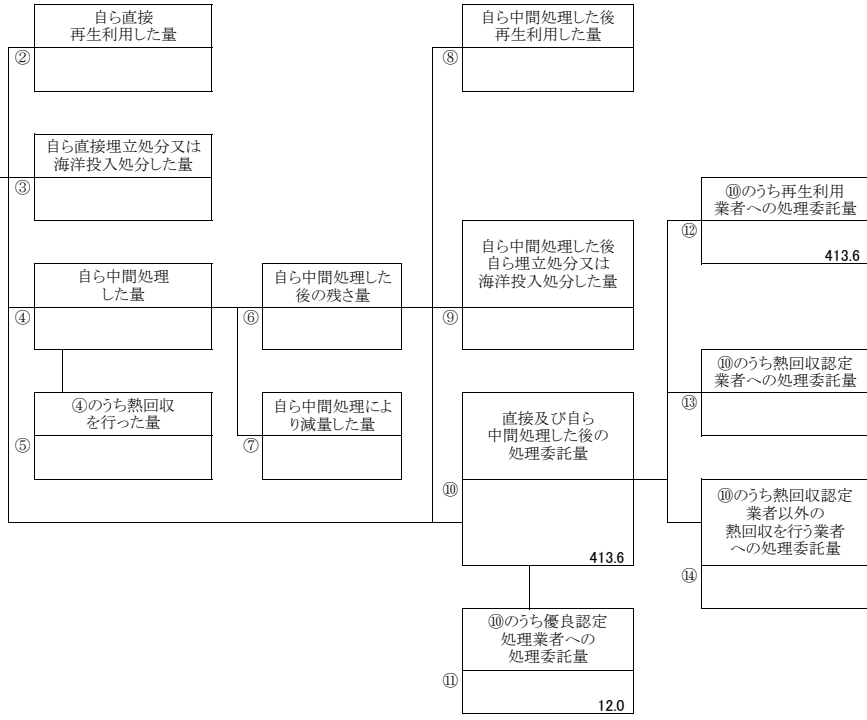 自ら直接
再生利用した量
②
自ら直接埋立処分又は
海洋投入処分した量
③
自ら中間処理
した量
④
④のうち熱回収
を行った量
⑤
自ら中間処理した
後の残さ量
⑥
自ら中間処理によ
り減量した量
⑦
自ら中間処理した後
再生利用した量
⑧
自ら中間処理した後
自ら埋立処分又は
海洋投入処分した量
⑨
直接及び自ら
中間処理した後の
処理委託量
⑩
413.6
⑩のうち優良認定
処理業者への
処理委託量
⑪
12.0
⑩のうち再生利用
業者への処理委託量
⑫
413.6
⑩のうち熱回収認定
業者への処理委託量
⑬
⑩のうち熱回収認定
業者以外の
熱回収を行う業者
への処理委託量
⑭